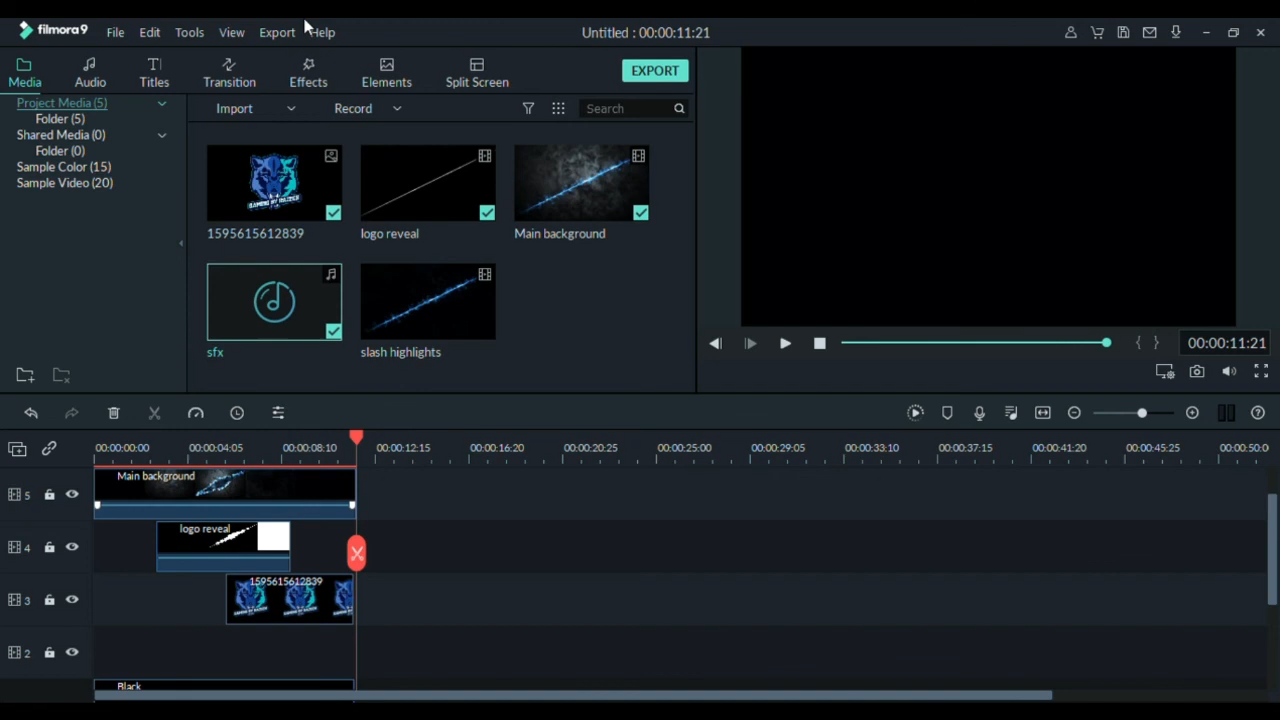 filmora9 File Edit Tools View Export Help Untitled : 00:00:11:21
Media Audio Titles Transition Effects Elements Split Screen EXPORT
Project Media (5)
Folder (5)
Shared Media (0)
Folder (0)
Sample Color (15)
Sample Video (20)
Import Record Search
GAMING BY
1595615612839 logo reveal Main background
sfx slash highlights
00:00:11:21
00:00:00:00 00:00:04:05 00:00:08:10 00:00:12:15 00:00:16:20 00:00:20:25 00:00:25:00 00:00:29:05 00:00:33:10 00:00:37:15 00:00:41:20 00:00:45:25 00:00:50:0
5 Main background
4 logo reveal
3 1595615612839
2
Black